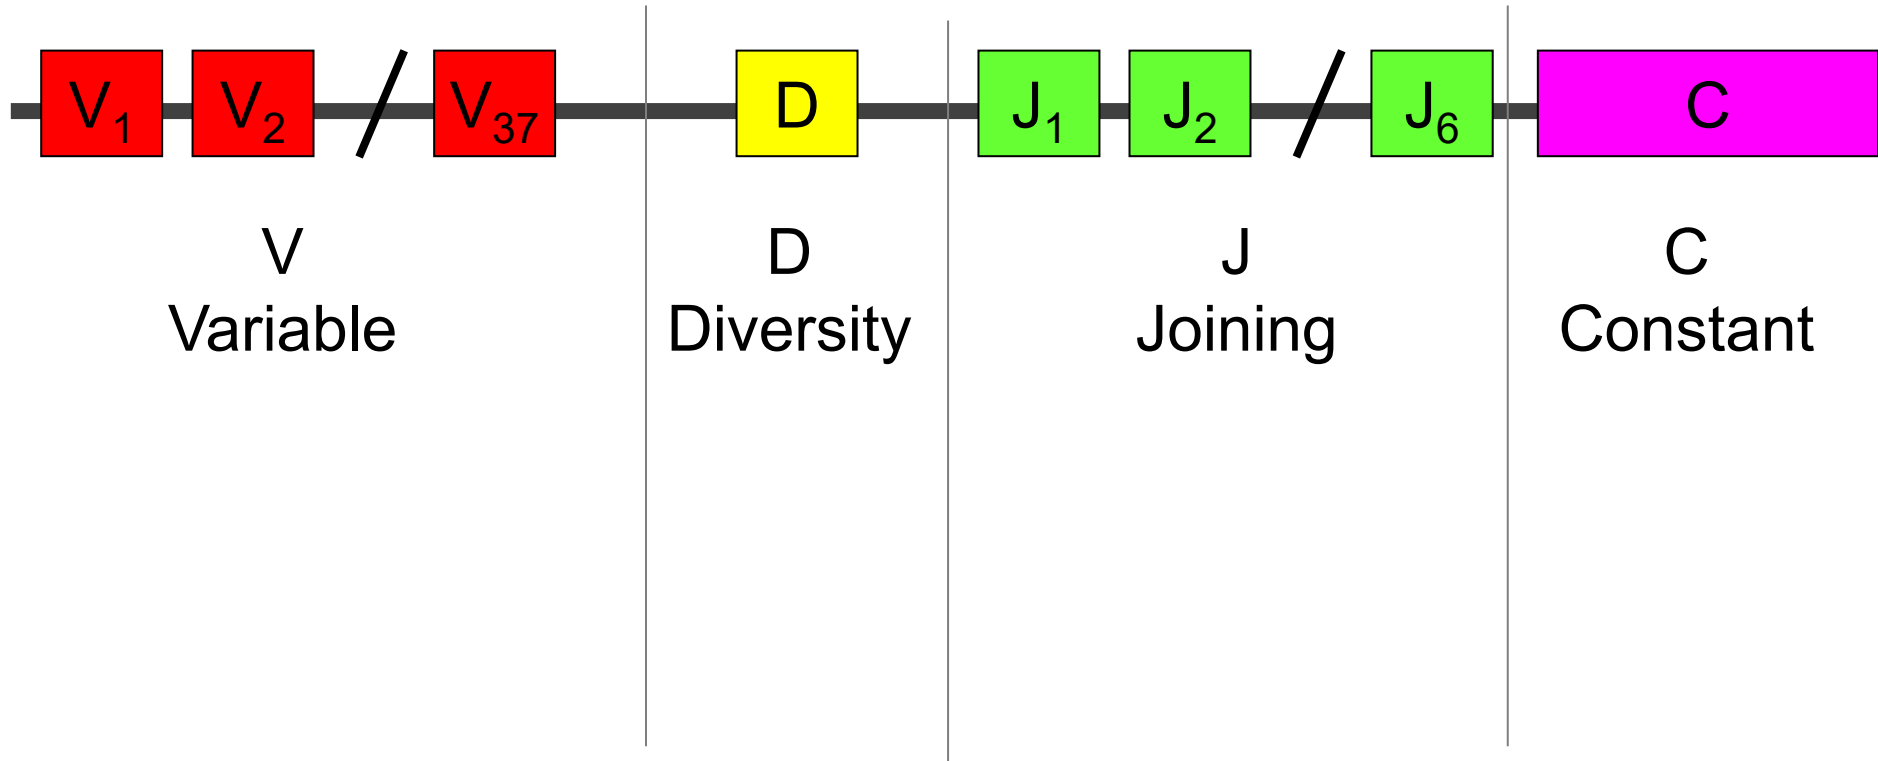 V₁ V₂ V₃₇ D J₁ J₂ J₆ C
V D J C
Variable Diversity Joining Constant